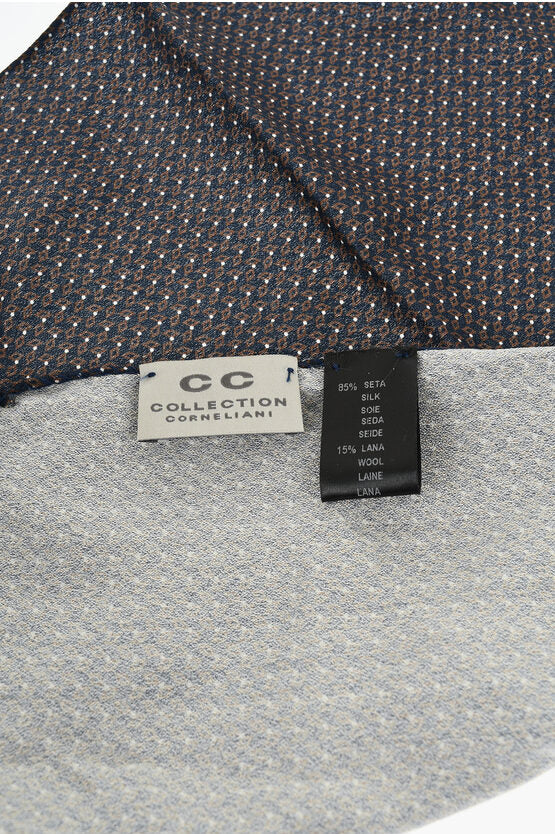 CC
COLLECTION
CORNELIANI
85% SETA
SILK
SOIE
SEDA
SEIDE
15% LANA
WOOL
LAINE
LANA